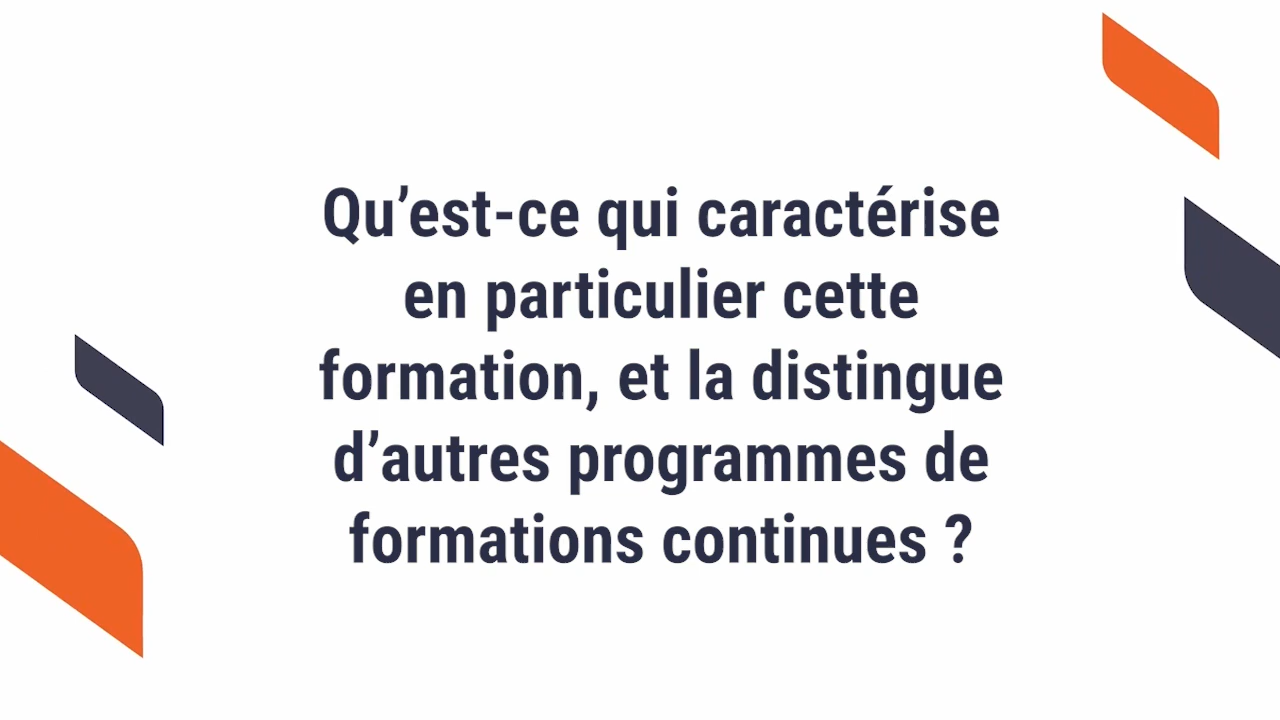 Qu’est-ce qui caractérise
en particulier cette
formation, et la distingue
d’autres programmes de
formations continues ?